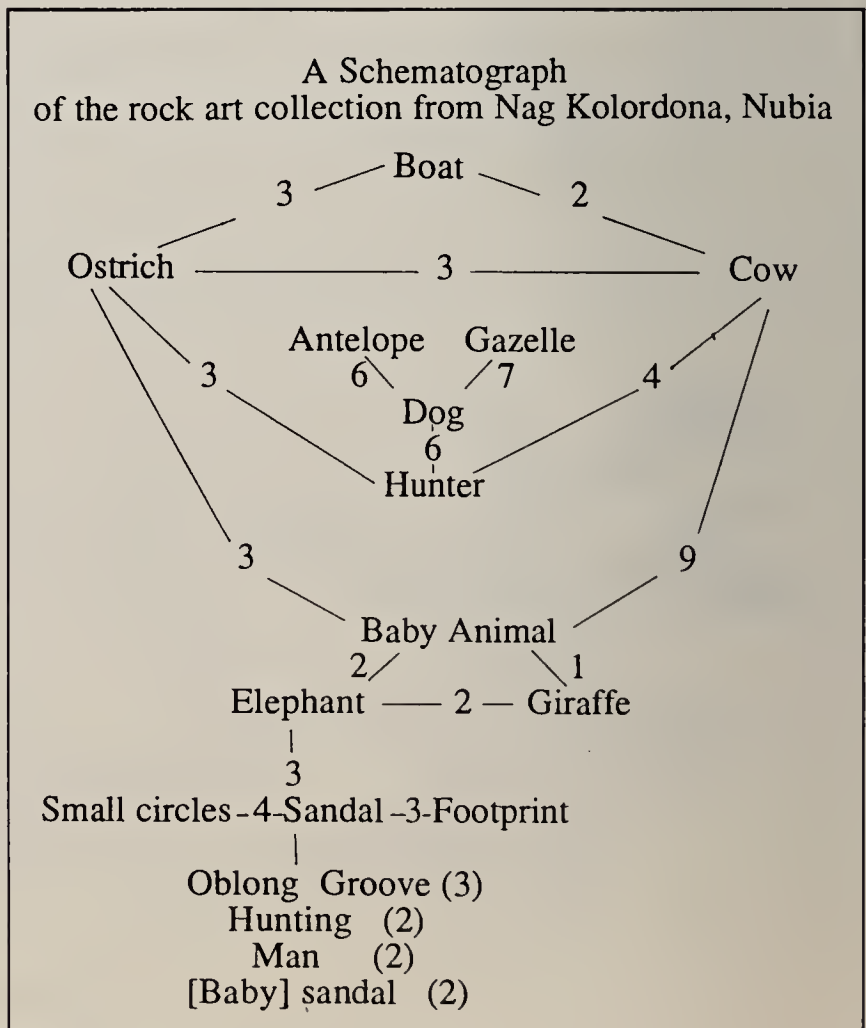 A Schematograph
of the rock art collection from Nag Kolordona, Nubia
Boat
3 2
Ostrich 3 Cow
Antelope Gazelle
3 6 7 4
Dog
6
Hunter
3 9
Baby Animal
2 1
Elephant 2 Giraffe
3
Small circles-4-Sandal-3-Footprint
Oblong Groove (3)
Hunting (2)
Man (2)
[Baby] sandal (2)